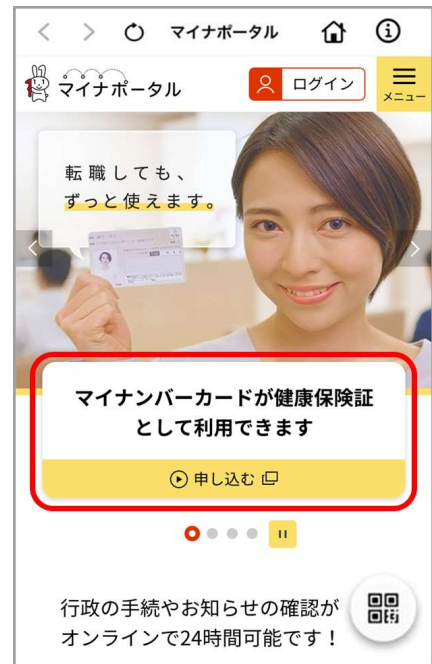 マイナポータル
マイナポータル
ログイン
メニュー
転職しても、
ずっと使えます。
マイナンバーカードが健康保険証
として利用できます
申し込む
行政の手続やお知らせの確認が
オンラインで24時間可能です！